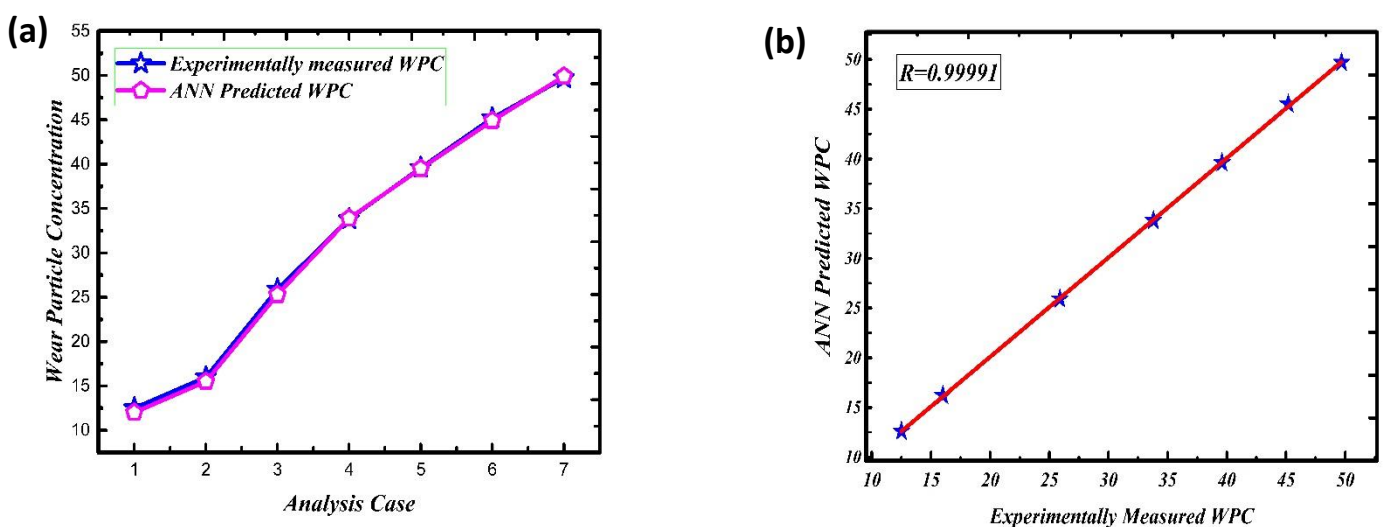 (a)
Experimentally measured WPC
ANN Predicted WPC
Wear Particle Concentration
55
50
45
40
35
30
25
20
15
10
1 2 3 4 5 6 7
Analysis Case
(b)
R=0.99991
ANN Predicted WPC
50
45
40
35
30
25
20
15
10
10 15 20 25 30 35 40 45 50
Experimentally Measured WPC